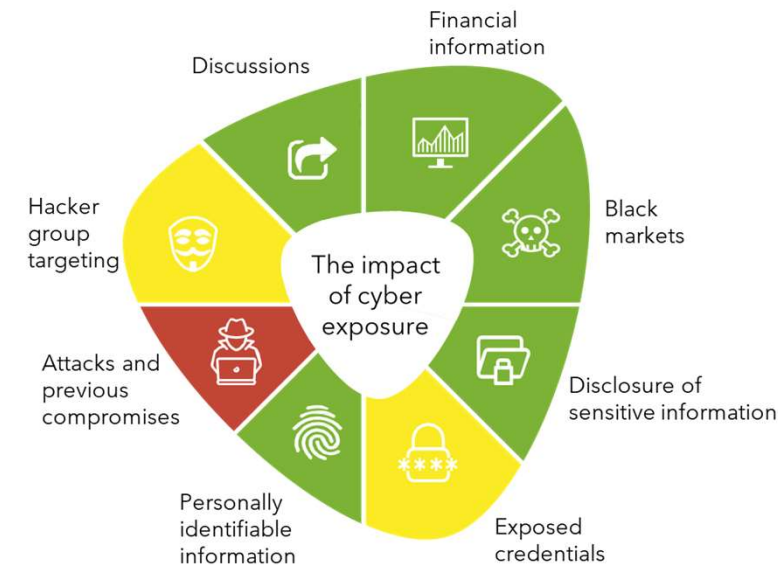 Financial
information
Discussions
Black
markets
Hacker
group
targeting
The impact
of cyber
exposure
Attacks and
previous
compromises
Disclosure of
sensitive information
****
Personally
identifiable
information
Exposed
credentials